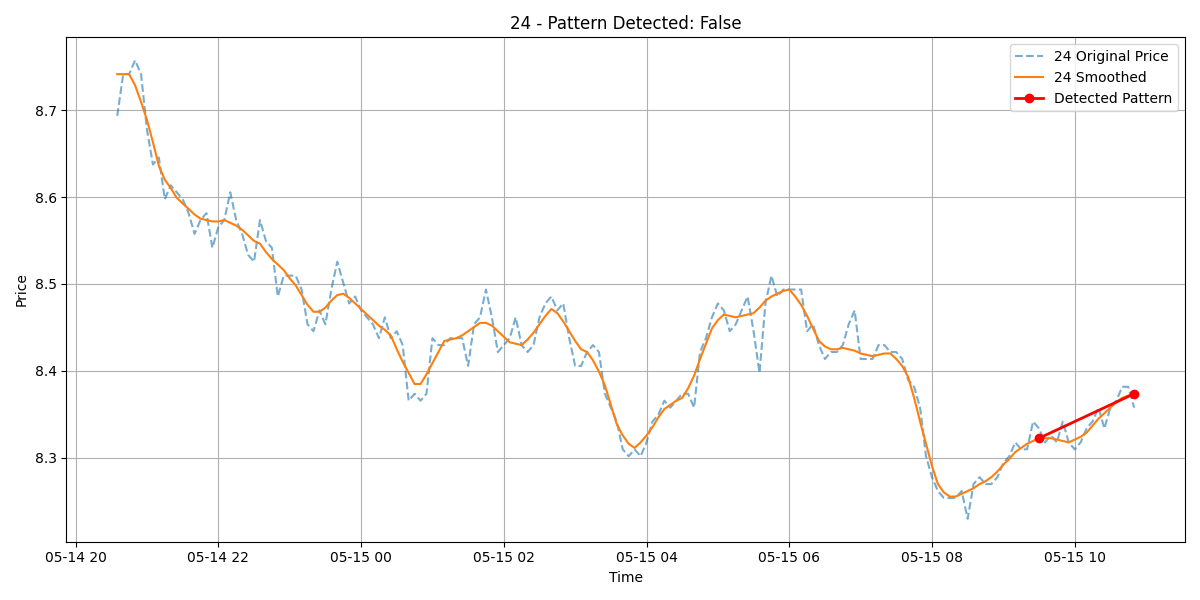 24 - Pattern Detected: False
24 Original Price
24 Smoothed
Detected Pattern
Price
8.7
8.6
8.5
8.4
8.3
05-14 20 05-14 22 05-15 00 05-15 02 05-15 04 05-15 06 05-15 08 05-15 10
Time